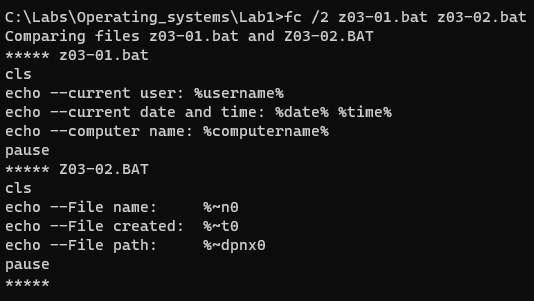 C:\Labs\Operating_systems\Lab1>fc /2 z03-01.bat z03-02.bat
Comparing files z03-01.bat and Z03-02.BAT
***** z03-01.bat
cls
echo --current user: %username%
echo --current date and time: %date% %time%
echo --computer name: %computername%
pause
***** Z03-02.BAT
cls
echo --File name:     %~n0
echo --File created:  %~t0
echo --File path:     %~dpnx0
pause
*****